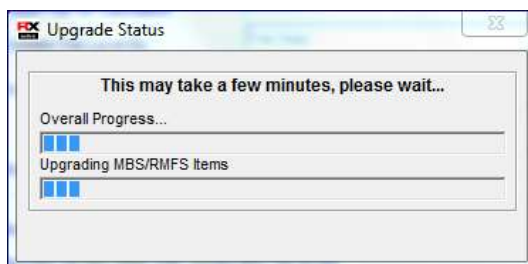 Upgrade Status
This may take a few minutes, please wait...
Overall Progress...
Upgrading MBS/RMFS Items